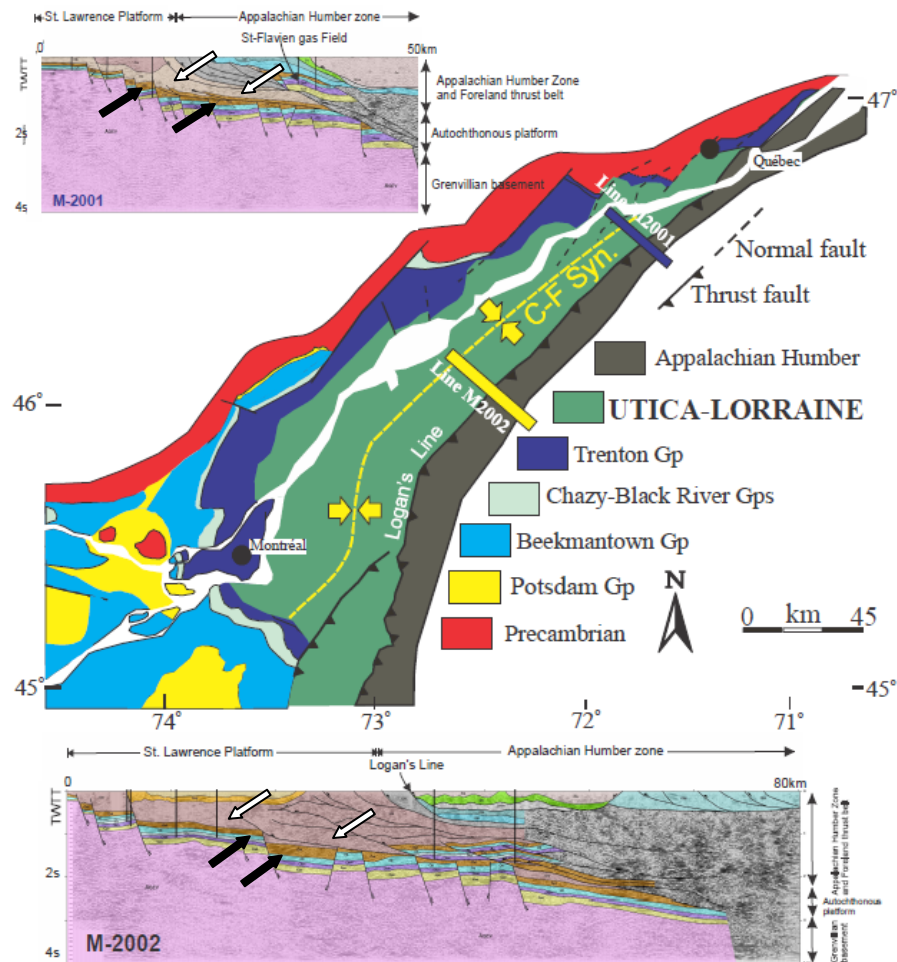 St. Lawrence Platform
Appalachian Humber zone
St-Flavien gas Field
0
50km
TWTT
Appalachian Humber Zone
and Foreland thrust belt
2s
Autochthonous platform
Grenvillian basement
M-2001
4s
47°
Québec
Line M2001
Normal fault
C-F Syn.
Thrust fault
Appalachian Humber
46°
Line M2002
UTICA-LORRAINE
Logan's Line
Trenton Gp
Chazy-Black River Gps
Montréal
Beekmantown Gp
Potsdam Gp
N
0 km 45
Precambrian
45°
45°
74°
73°
72°
71°
St. Lawrence Platform
Appalachian Humber zone
Logan's Line
0
80km
TWTT
Appalachian Humber Zone
and Foreland thrust belt
2s
Autochthonous
platform
M-2002
4s
Grenvillian
basement